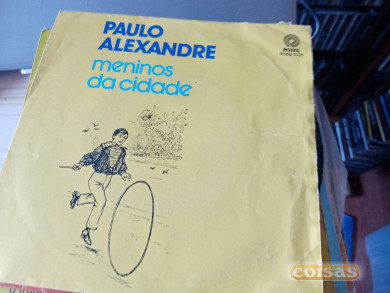 PAULO
ALEXANDRE
meninos
da cidade
coisas